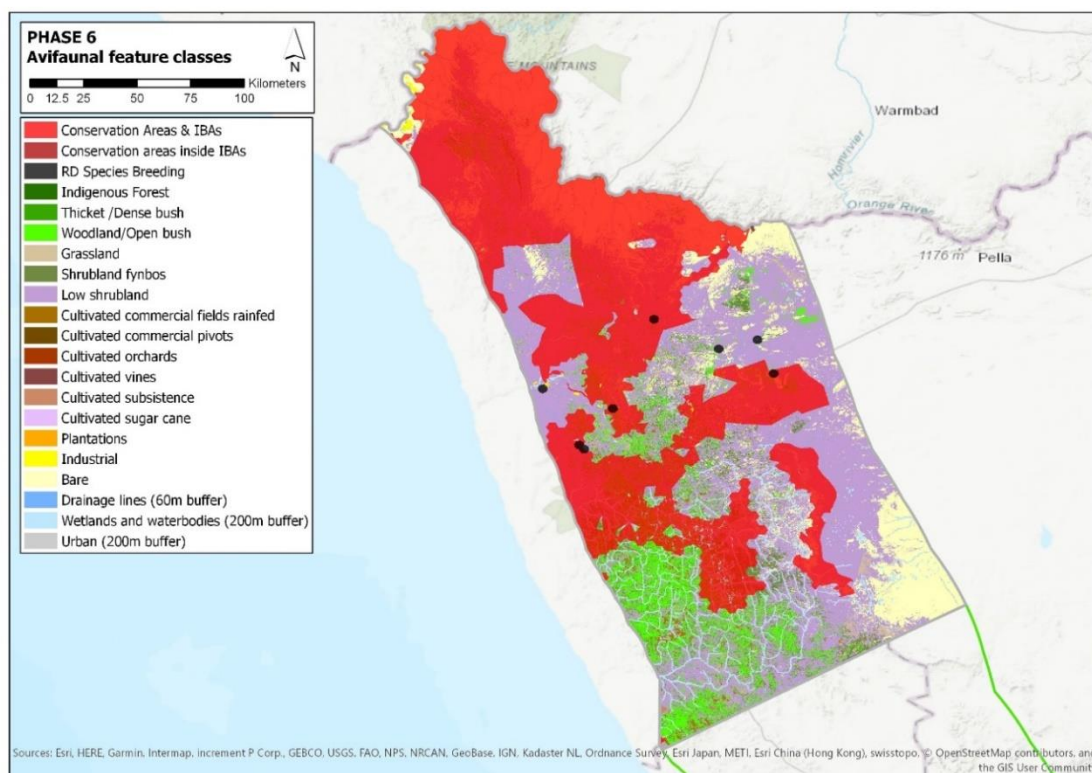 PHASE 6
Avifaunal feature classes
N
Kilometers
0 12.5 25 50 75 100
Conservation Areas & IBAs
Conservation areas inside IBAs
RD Species Breeding
Indigenous Forest
Thicket /Dense bush
Woodland/Open bush
Grassland
Shrubland fynbos
Low shrubland
Cultivated commercial fields rainfed
Cultivated commercial pivots
Cultivated orchards
Cultivated vines
Cultivated subsistence
Cultivated sugar cane
Plantations
Industrial
Bare
Drainage lines (60m buffer)
Wetlands and waterbodies (200m buffer)
Urban (200m buffer)
MOUNTAINS
Warmbad
Homrivier
Orange River
1176 m
Pella
Sources: Esri, HERE, Garmin, Intermap, increment P Corp., GEBCO, USGS, FAO, NPS, NRCAN, GeoBase, IGN, Kadaster NL, Ordnance Survey, Esri Japan, METI, Esri China (Hong Kong), swisstopo, © OpenStreetMap contributors, and
the GIS User Communit